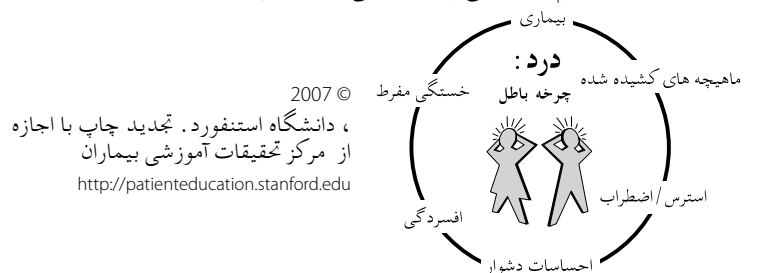 بیماری
درد :
چرخه باطل
ماهیچه های کشیده شده
استرس/اضطراب
احساسات دشوار
افسردگی
خستگی مفرط
2007 ©
، دانشگاه استنفورد. تجدید چاپ با اجازه
از مرکز تحقیقات آموزشی بیماران
http://patienteducation.stanford.edu